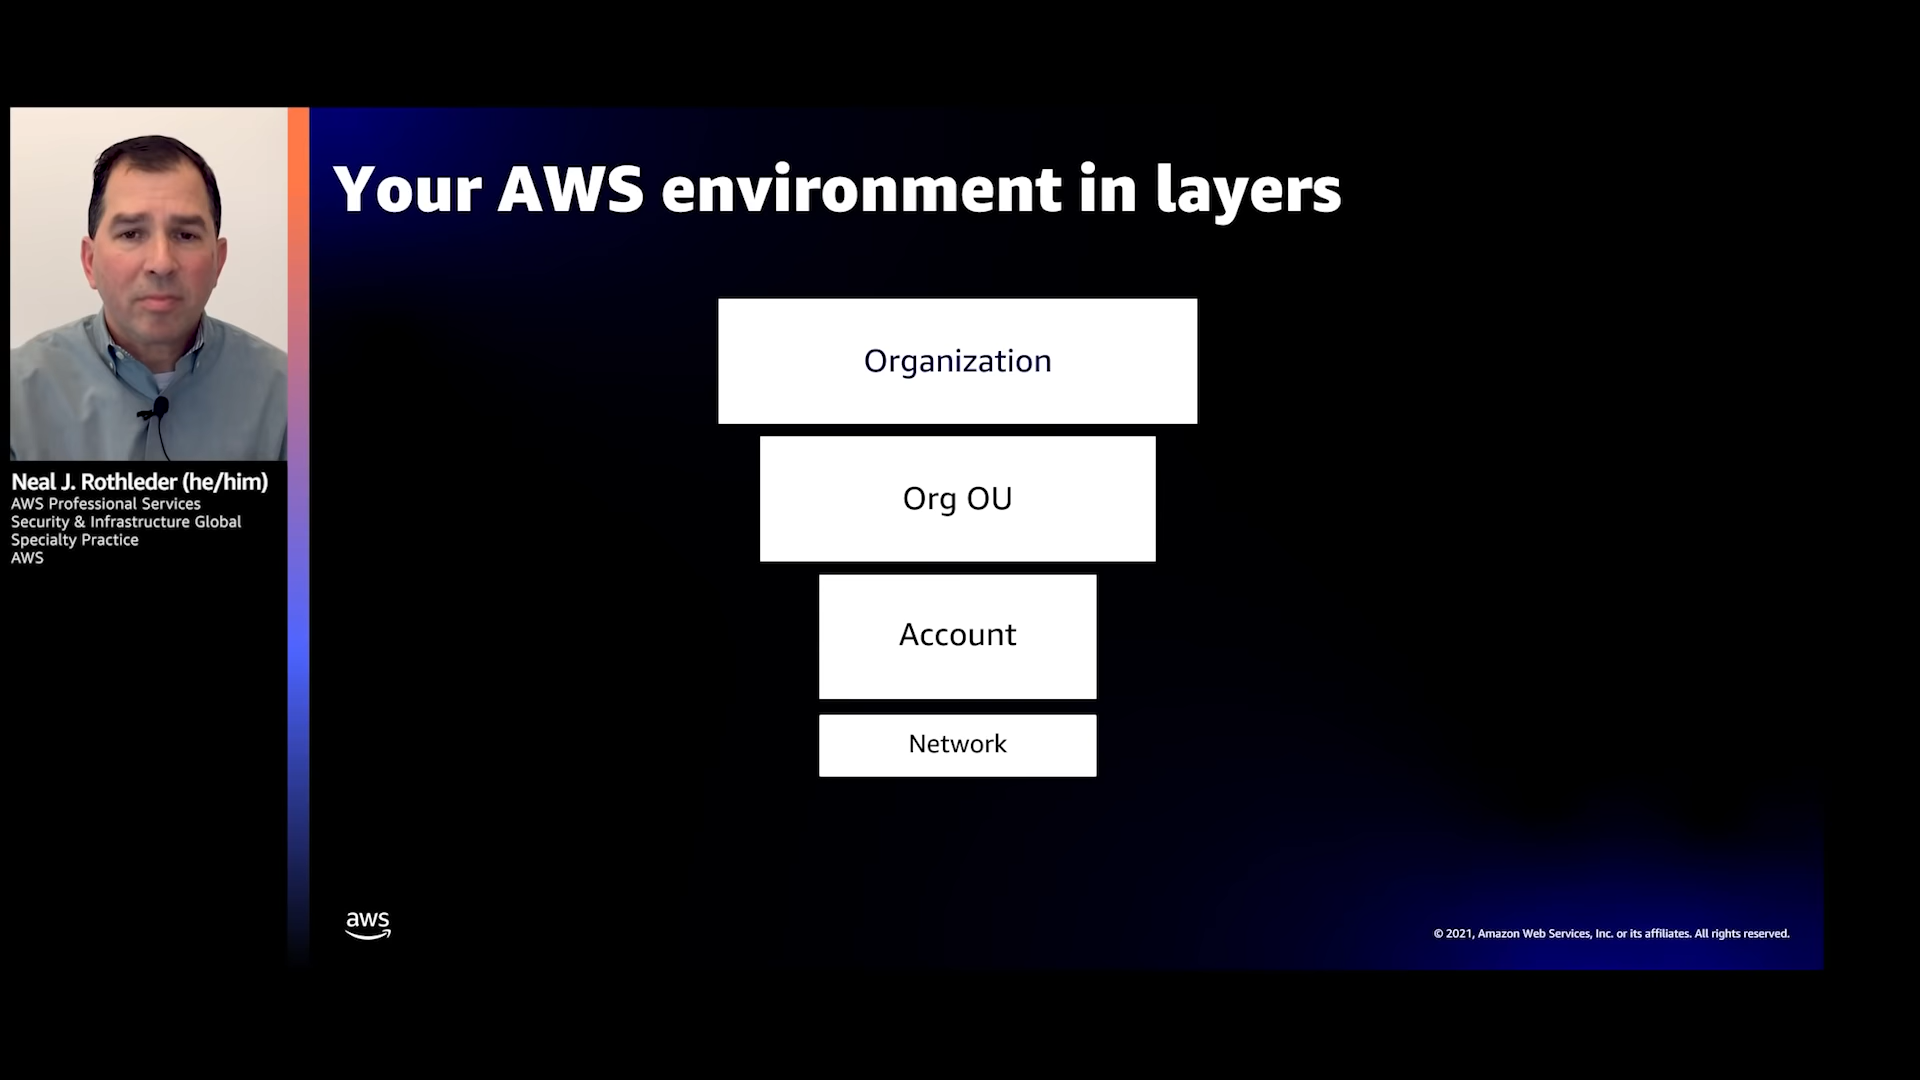 Your AWS environment in layers
Organization
Org OU
Account
Network
Neal J. Rothleder (he/him)
AWS Professional Services
Security & Infrastructure Global
Specialty Practice
AWS
aws
© 2021, Amazon Web Services, Inc. or its affiliates. All rights reserved.